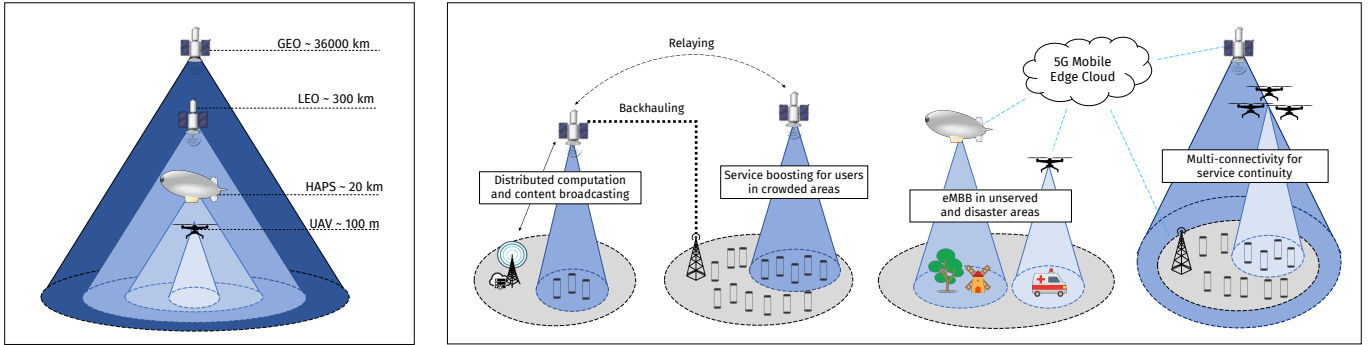 GEO ~ 36000 km
LEO ~ 300 km
HAPS ~ 20 km
UAV ~ 100 m
Relaying
Backhauling
Distributed computation
and content broadcasting
Service boosting for users
in crowded areas
5G Mobile
Edge Cloud
eMBB in unserved
and disaster areas
Multi-connectivity for
service continuity